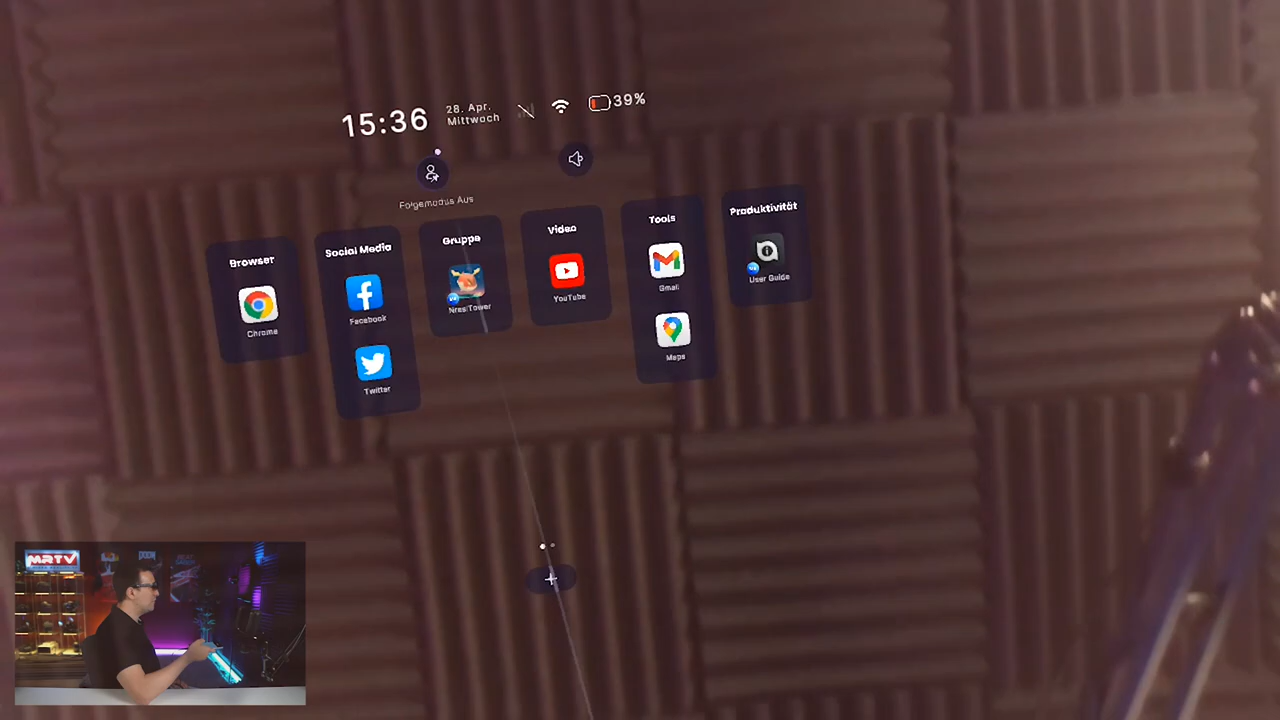 15:36
28. Apr.
Mittwoch
39%
Folgemodus Aus
Browser
Chrome
Social Media
Facebook
Twitter
Gruppe
Video
YouTube
Tools
Gmail
Maps
Produktivität
User Guide
MRTV
DOOM